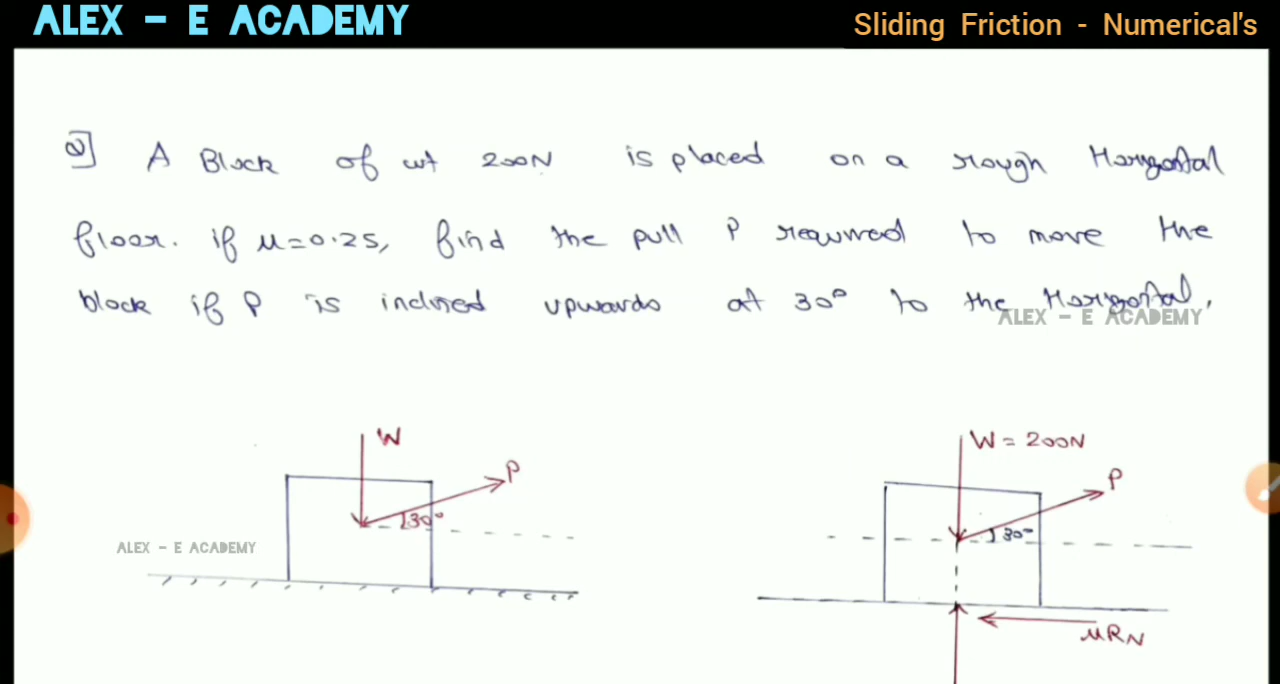 ALEX - E ACADEMY
Sliding Friction - Numerical's
Q] A Block of wt 200N is placed on a rough Horizontal
floor. if μ=0.25, find the pull P required to move the
block if P is inclined upwards at 30° to the Horizontal.
ALEX - E ACADEMY
W
P
30°
ALEX - E ACADEMY
W = 200N
P
30°
μRN